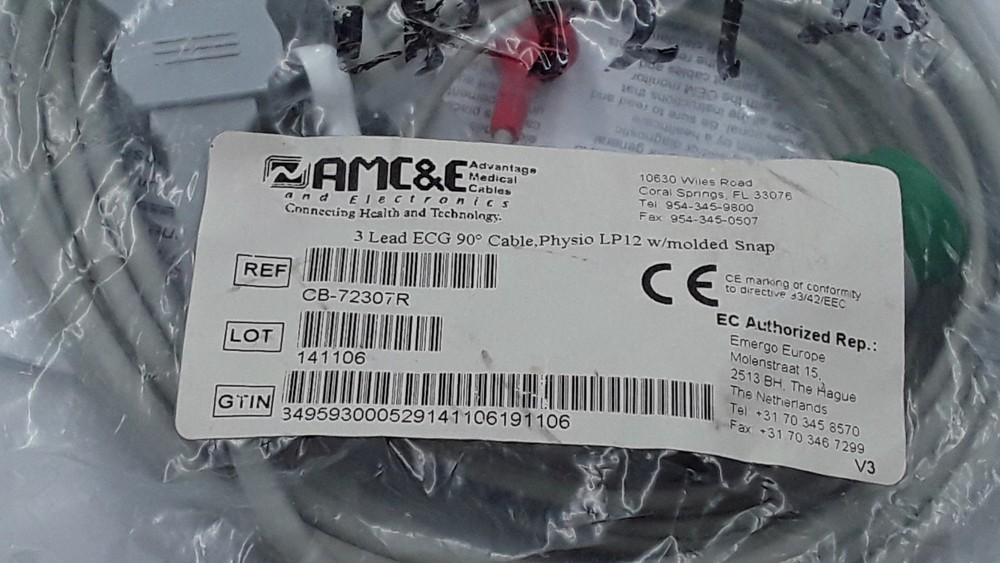 AMC&E Advantage
Medical
Cables
and Electronics
Connecting Health and Technology.
10630 Wiles Road
Coral Springs, FL 33076
Tel 954-345-9800
Fax 954-345-0507
3 Lead ECG 90° Cable,Physio LP12 w/molded Snap
REF
CB-72307R
CE
CE marking of conformity
to directive 93/42/EEC
LOT
141106
GTIN
34959300052914110619​1106
EC Authorized Rep.:
Emergo Europe
Molenstraat 15,
2513 BH, The Hague
The Netherlands
Tel +31 70 345 8570
Fax +31 70 346 7299
V3